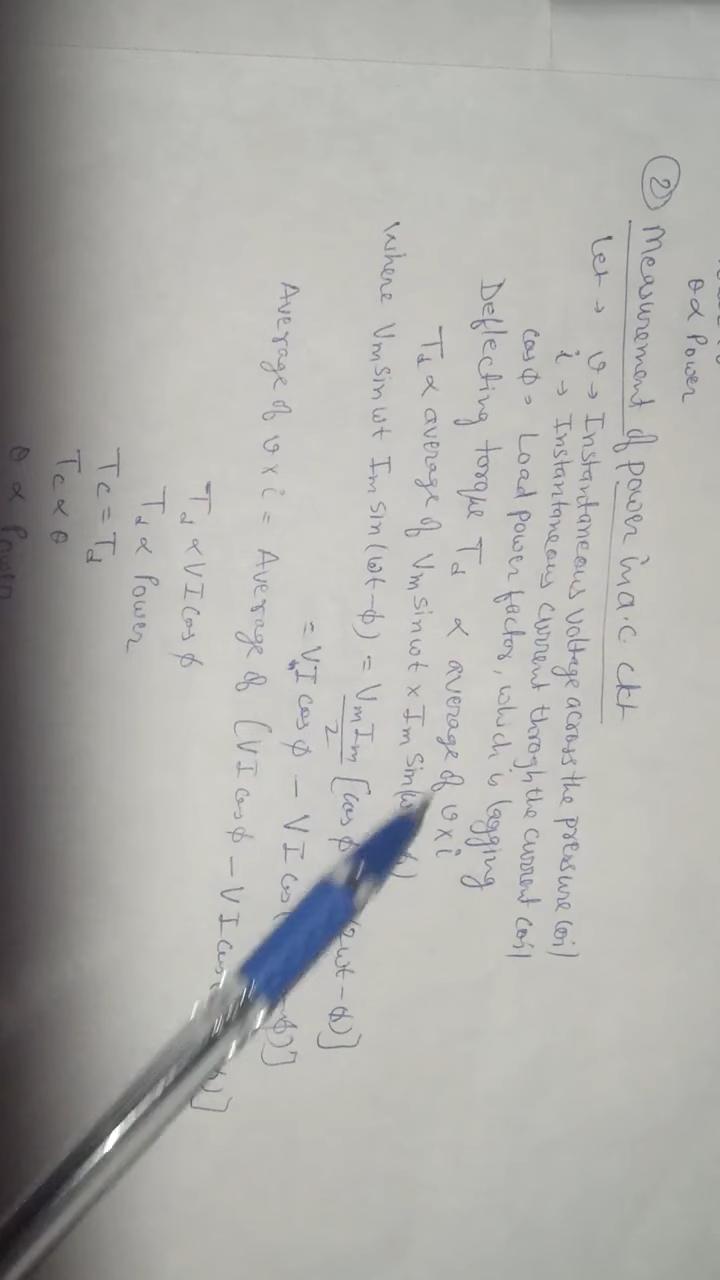 θ ∝ Power
② Measurement of power in a.c. ckt
Let → v → Instantaneous voltage across the pressure coil
i → Instantaneous current throgh the current coil
cos φ = Load power factor, which is lagging
Deflecting torque Td ∝ average of v × i
Td ∝ average of Vm sin ωt × Im sin(ω φ)
Where Vm sin ωt Im sin (ωt - φ) = VmIm/2 [cos φ - (2ωt - φ)]
= VI cos φ - VI cos( - φ)]
Average of v × i = Average of (VI cos φ - VI cos( φ)]
Td ∝ VI cos φ
Td ∝ Power
Tc = Td
Tc ∝ θ
θ ∝ Power